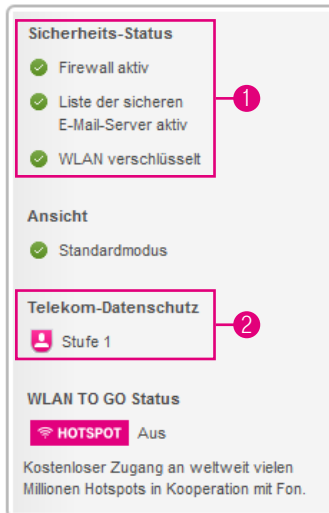 Sicherheits-Status
Firewall aktiv
Liste der sicheren
E-Mail-Server aktiv
WLAN verschlüsselt
1
Ansicht
Standardmodus
Telekom-Datenschutz
Stufe 1
2
WLAN TO GO Status
HOTSPOT Aus
Kostenloser Zugang an weltweit vielen
Millionen Hotspots in Kooperation mit Fon.